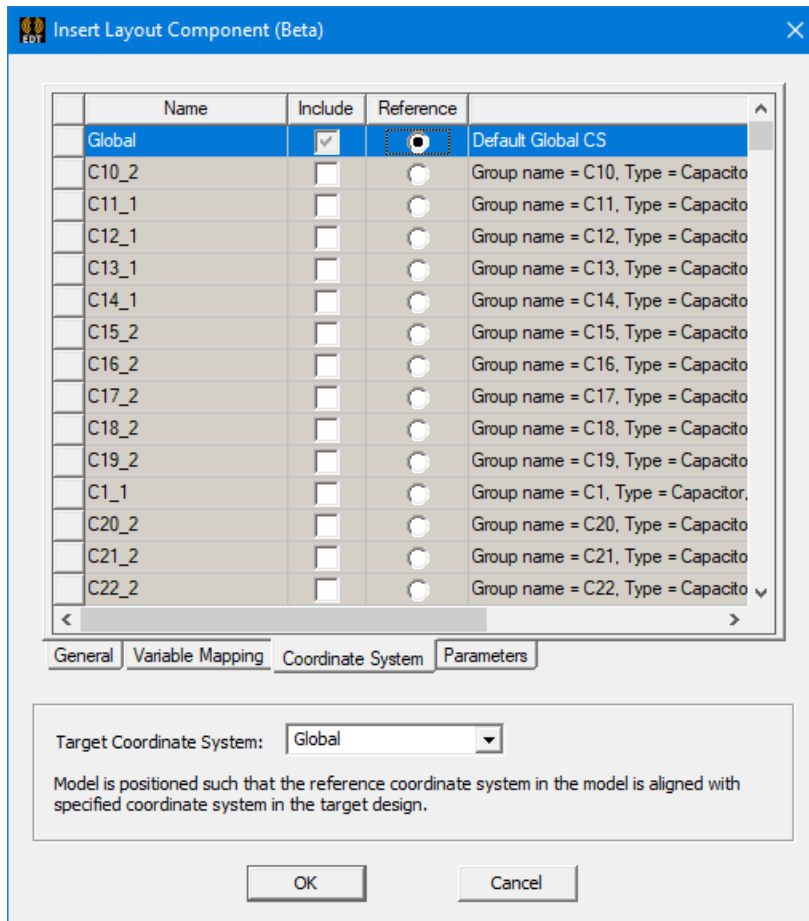 EDT Insert Layout Component (Beta)
Name Include Reference
Global Default Global CS
C10_2 Group name = C10, Type = Capacito
C11_1 Group name = C11, Type = Capacito
C12_1 Group name = C12, Type = Capacito
C13_1 Group name = C13, Type = Capacito
C14_1 Group name = C14, Type = Capacito
C15_2 Group name = C15, Type = Capacito
C16_2 Group name = C16, Type = Capacito
C17_2 Group name = C17, Type = Capacito
C18_2 Group name = C18, Type = Capacito
C19_2 Group name = C19, Type = Capacito
C1_1 Group name = C1, Type = Capacitor,
C20_2 Group name = C20, Type = Capacito
C21_2 Group name = C21, Type = Capacito
C22_2 Group name = C22, Type = Capacito
General Variable Mapping Coordinate System Parameters
Target Coordinate System: Global
Model is positioned such that the reference coordinate system in the model is aligned with
specified coordinate system in the target design.
OK Cancel